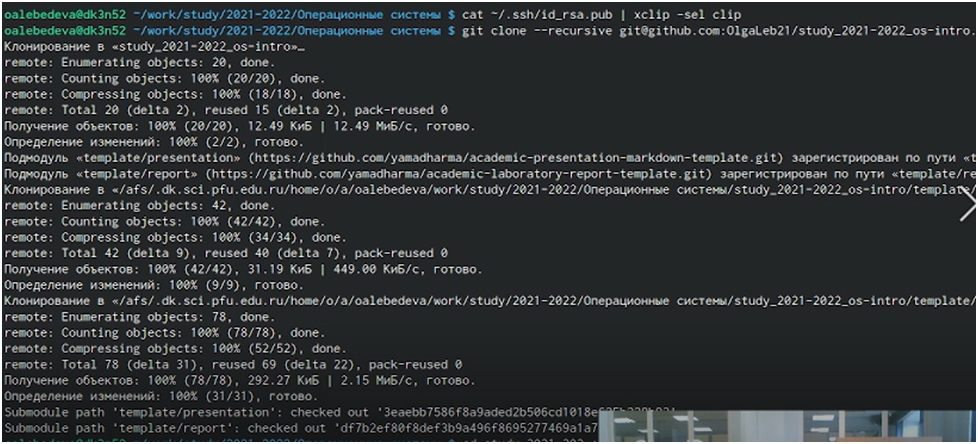 oalebedeva@dk3n52 ~/work/study/2021-2022/Операционные системы $ cat ~/.ssh/id_rsa.pub | xclip -sel clip
oalebedeva@dk3n52 ~/work/study/2021-2022/Операционные системы $ git clone --recursive git@github.com:OlgaLeb21/study_2021-2022_os-intro.
Клонирование в «study_2021-2022_os-intro»…
remote: Enumerating objects: 20, done.
remote: Counting objects: 100% (20/20), done.
remote: Compressing objects: 100% (18/18), done.
remote: Total 20 (delta 2), reused 15 (delta 2), pack-reused 0
Получение объектов: 100% (20/20), 12.49 КиБ | 12.49 МиБ/с, готово.
Определение изменений: 100% (2/2), готово.
Подмодуль «template/presentation» (https://github.com/yamadharma/academic-presentation-markdown-template.git) зарегистрирован по пути «t
Подмодуль «template/report» (https://github.com/yamadharma/academic-laboratory-report-template.git) зарегистрирован по пути «template/re
Клонирование в «/afs/.dk.sci.pfu.edu.ru/home/o/a/oalebedeva/work/study/2021-2022/Операционные системы/study_2021-2022_os-intro/template/
remote: Enumerating objects: 42, done.
remote: Counting objects: 100% (42/42), done.
remote: Compressing objects: 100% (34/34), done.
remote: Total 42 (delta 9), reused 40 (delta 7), pack-reused 0
Получение объектов: 100% (42/42), 31.19 КиБ | 449.00 КиБ/с, готово.
Определение изменений: 100% (9/9), готово.
Клонирование в «/afs/.dk.sci.pfu.edu.ru/home/o/a/oalebedeva/work/study/2021-2022/Операционные системы/study_2021-2022_os-intro/template/
remote: Enumerating objects: 78, done.
remote: Counting objects: 100% (78/78), done.
remote: Compressing objects: 100% (52/52), done.
remote: Total 78 (delta 31), reused 69 (delta 22), pack-reused 0
Получение объектов: 100% (78/78), 292.27 КиБ | 2.15 МиБ/с, готово.
Определение изменений: 100% (31/31), готово.
Submodule path 'template/presentation': checked out
Submodule path 'template/report': checked out 'df7b2ef80f8def3b9a496f8695277469a1a7
oalebedeva@dk3n52 ~/work/study/2021-2022/Операционные системы $ cd